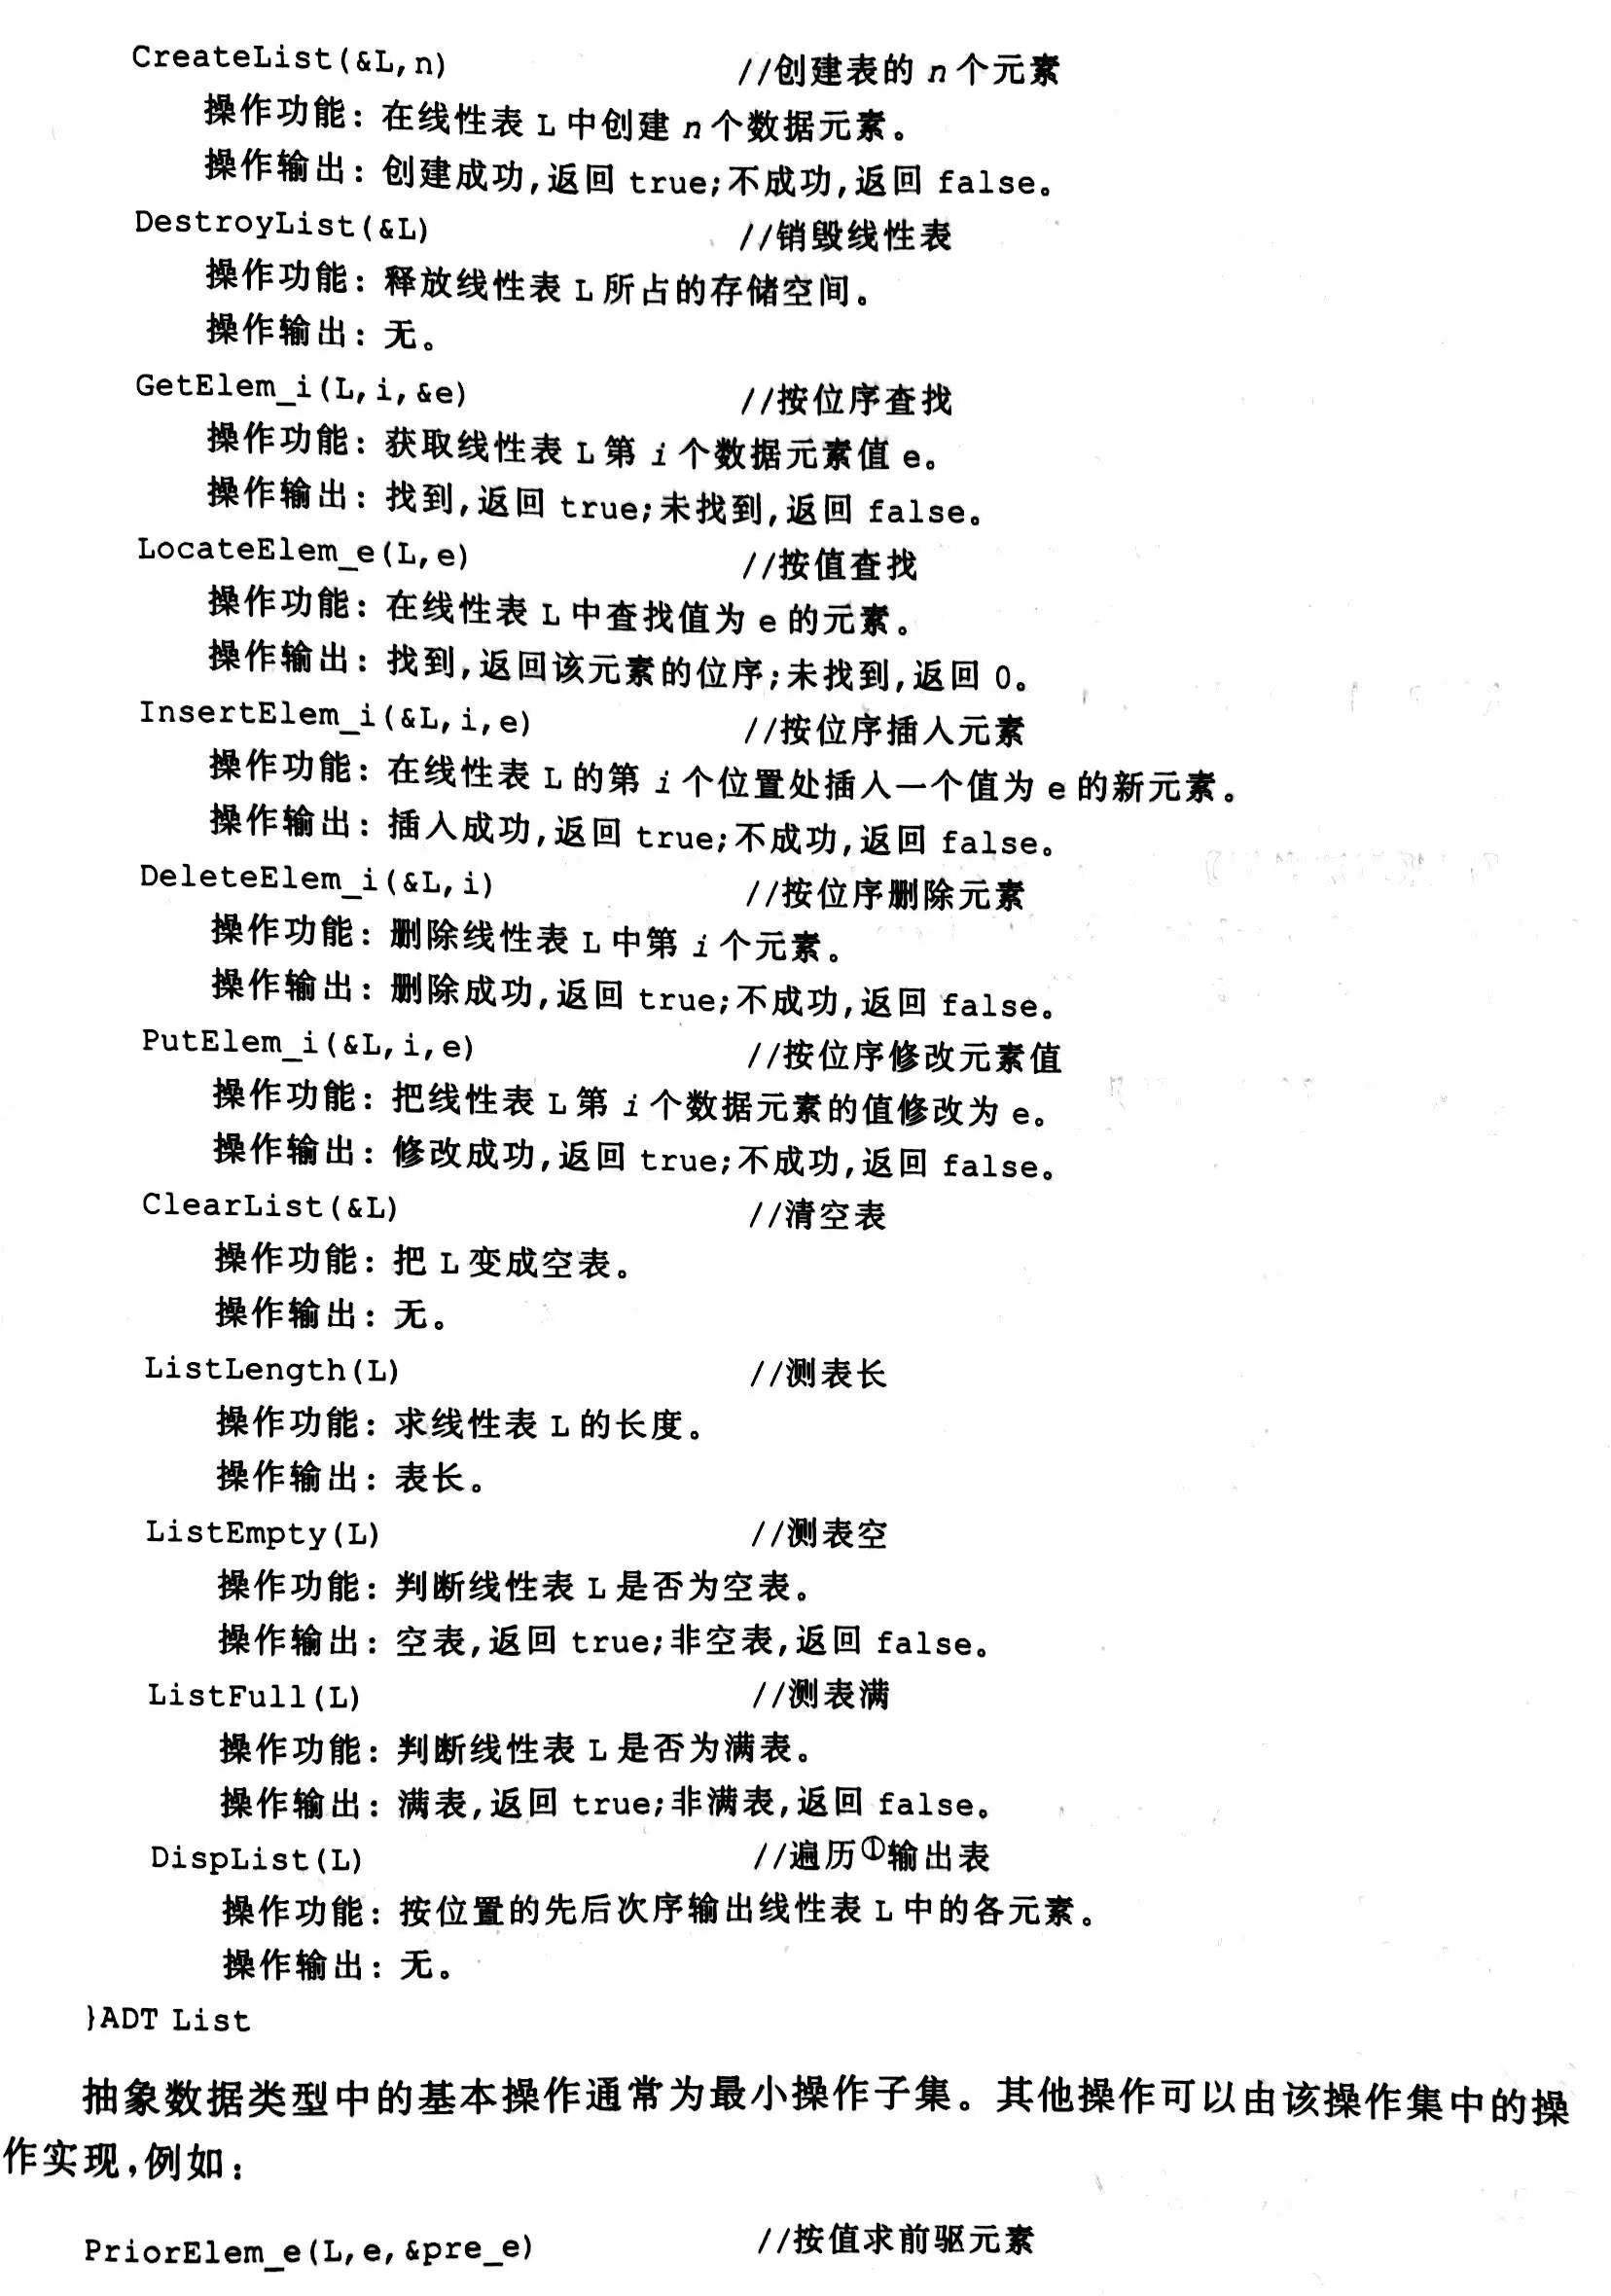 CreateList(&L,n) //创建表的 n 个元素
操作功能：在线性表 L 中创建 n 个数据元素。
操作输出：创建成功,返回 true;不成功,返回 false。
DestroyList(&L) //销毁线性表
操作功能：释放线性表 L 所占的存储空间。
操作输出：无。
GetElem_i(L,i,&e) //按位序查找
操作功能：获取线性表 L 第 i 个数据元素值 e。
操作输出：找到,返回 true;未找到,返回 false。
LocateElem_e(L,e) //按值查找
操作功能：在线性表 L 中查找值为 e 的元素。
操作输出：找到,返回该元素的位序;未找到,返回 0。
InsertElem_i(&L,i,e) //按位序插入元素
操作功能：在线性表 L 的第 i 个位置处插入一个值为 e 的新元素。
操作输出：插入成功,返回 true;不成功,返回 false。
DeleteElem_i(&L,i) //按位序删除元素
操作功能：删除线性表 L 中第 i 个元素。
操作输出：删除成功,返回 true;不成功,返回 false。
PutElem_i(&L,i,e) //按位序修改元素值
操作功能：把线性表 L 第 i 个数据元素的值修改为 e。
操作输出：修改成功,返回 true;不成功,返回 false。
ClearList(&L) //清空表
操作功能：把 L 变成空表。
操作输出：无。
ListLength(L) //测表长
操作功能：求线性表 L 的长度。
操作输出：表长。
ListEmpty(L) //测表空
操作功能：判断线性表 L 是否为空表。
操作输出：空表,返回 true;非空表,返回 false。
ListFull(L) //测表满
操作功能：判断线性表 L 是否为满表。
操作输出：满表,返回 true;非满表,返回 false。
DispList(L) //遍历①输出表
操作功能：按位置的先后次序输出线性表 L 中的各元素。
操作输出：无。
}ADT List
抽象数据类型中的基本操作通常为最小操作子集。其他操作可以由该操作集中的操
作实现,例如：
PriorElem_e(L,e,&pre_e) //按值求前驱元素